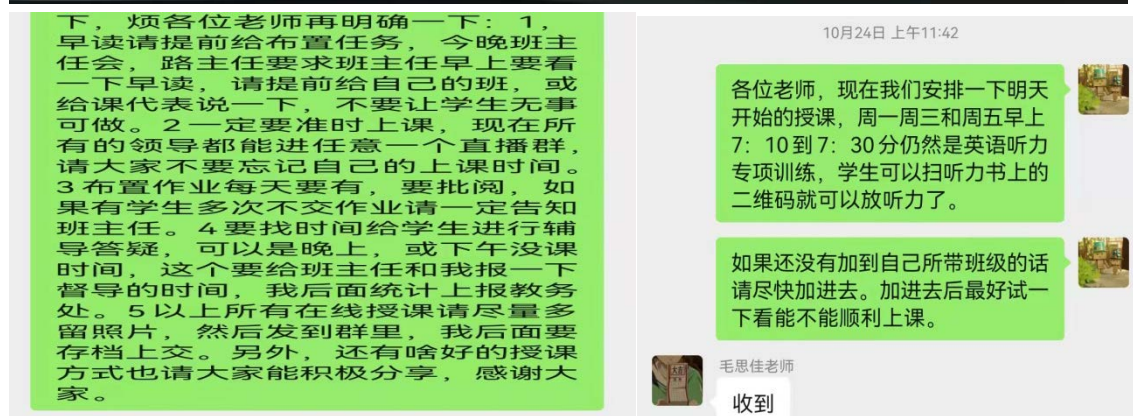 下，烦各位老师再明确一下：1，
早读请提前给布置任务，今晚班主
任会，路主任要求班主任早上要看
一下早读，请提前给自己的班，或
给课代表说一下，不要让学生无事
可做。2一定要准时上课，现在所
有的领导都能进任意一个直播群，
请大家不要忘记自己的上课时间。
3布置作业每天要有，要批阅，如
果有学生多次不交作业请一定告知
班主任。4要找时间给学生进行辅
导答疑，可以是晚上，或下午没课
时间，这个要给班主任和我报一下
督导的时间，我后面统计上报教务
处。5以上所有在线授课请尽量多
留照片，然后发到群里，我后面要
存档上交。另外，还有啥好的授课
方式也请大家能积极分享，感谢大
家。
10月24日 上午11:42
各位老师，现在我们安排一下明天
开始的授课，周一周三和周五早上
7：10到7：30分仍然是英语听力
专项训练，学生可以扫听力书上的
二维码就可以放听力了。
如果还没有加到自己所带班级的话
请尽快加进去。加进去后最好试一
下看能不能顺利上课。
毛思佳老师
收到